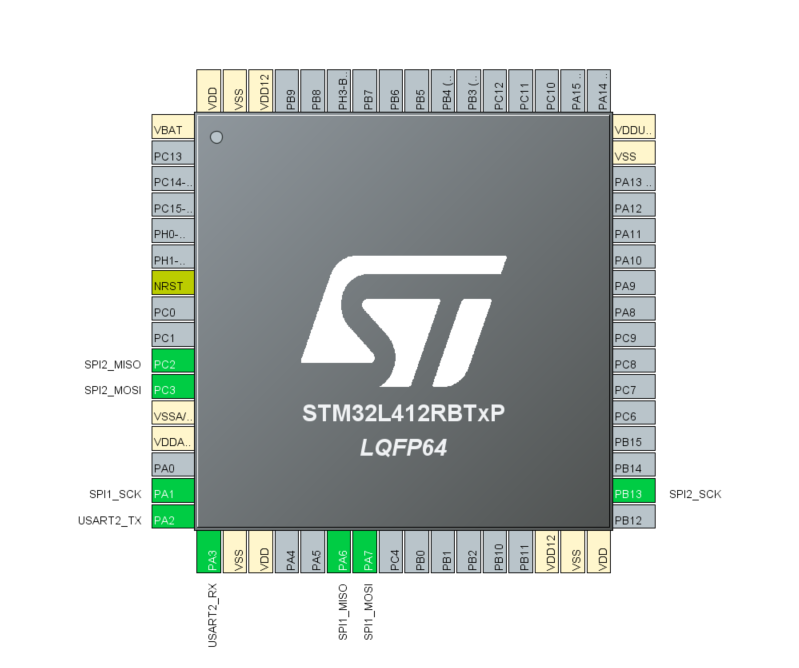 VDD
VSS
VDD12
PB9
PB8
PH3-B..
PB7
PB6
PB5
PB4 (..
PB3 (..
PC12
PC11
PC10
PA15 ..
PA14 ..
VBAT
PC13
PC14-..
PC15-..
PH0-..
PH1-..
NRST
PC0
PC1
SPI2_MISO PC2
SPI2_MOSI PC3
VSSA/..
VDDA..
PA0
SPI1_SCK PA1
USART2_TX PA2
STM32L412RBTxP
LQFP64
VDDU..
VSS
PA13 ..
PA12
PA11
PA10
PA9
PA8
PC9
PC8
PC7
PC6
PB15
PB14
PB13 SPI2_SCK
PB12
PA3
VSS
VDD
PA4
PA5
PA6
PA7
PC4
PB0
PB1
PB2
PB10
PB11
VDD12
VSS
VDD
USART2_RX
SPI1_MISO
SPI1_MOSI